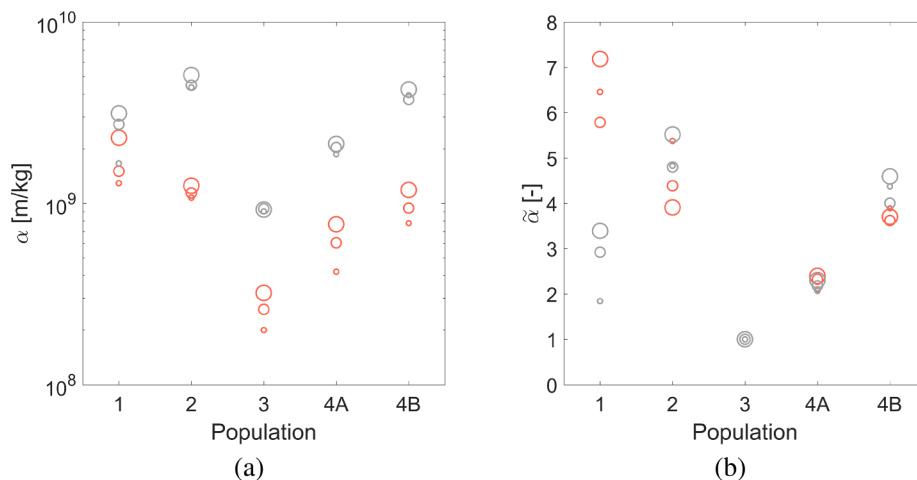 10^10
10^9
10^8
α [m/kg]
1 2 3 4A 4B
Population
(a)
8
7
6
5
4
3
2
1
0
α̃ [-]
1 2 3 4A 4B
Population
(b)